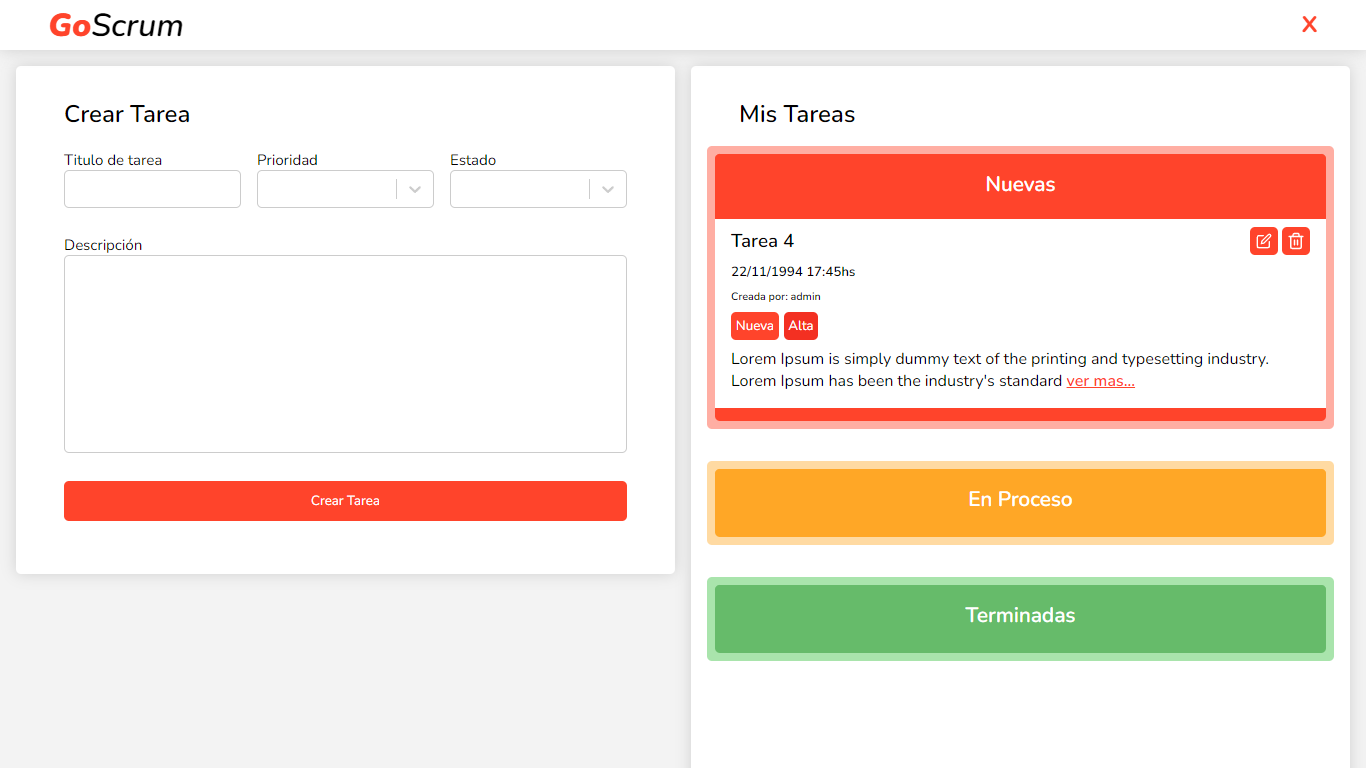 GoScrum
X
Crear Tarea
Titulo de tarea
Prioridad
Estado
Descripción
Crear Tarea
Mis Tareas
Nuevas
Tarea 4
22/11/1994 17:45hs
Creada por: admin
Nueva
Alta
Lorem Ipsum is simply dummy text of the printing and typesetting industry.
Lorem Ipsum has been the industry's standard ver mas...
En Proceso
Terminadas